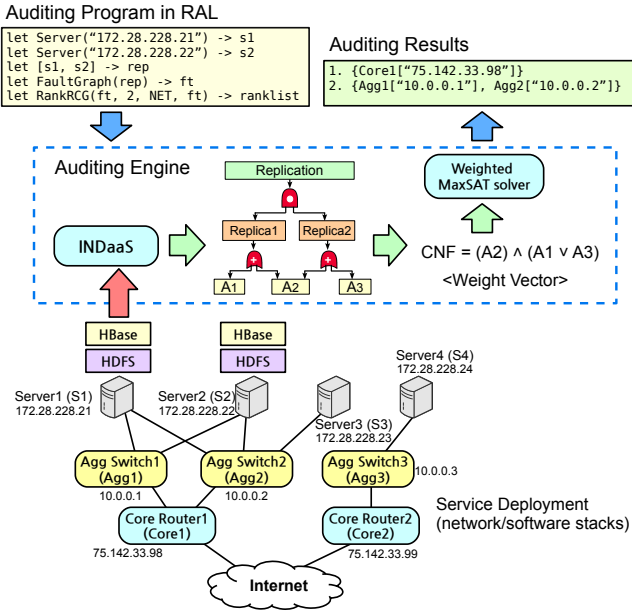 Auditing Program in RAL
let Server(“172.28.228.21”) -> s1
let Server(“172.28.228.22”) -> s2
let [s1, s2] -> rep
let FaultGraph(rep) -> ft
let RankRCG(ft, 2, NET, ft) -> ranklist
Auditing Results
1. {Core1[“75.142.33.98”]}
2. {Agg1[“10.0.0.1”], Agg2[“10.0.0.2”]}
Auditing Engine
INDaaS
Replication
Replica1
Replica2
A1
A2
A3
Weighted
MaxSAT solver
CNF = (A2) ∧ (A1 ∨ A3)
<Weight Vector>
HBase
HDFS
HBase
HDFS
Server1 (S1)
172.28.228.21
Server2 (S2)
172.28.228.22
Server3 (S3)
172.28.228.23
Server4 (S4)
172.28.228.24
Agg Switch1
(Agg1)
10.0.0.1
Agg Switch2
(Agg2)
10.0.0.2
Agg Switch3
(Agg3)
10.0.0.3
Core Router1
(Core1)
75.142.33.98
Core Router2
(Core2)
75.142.33.99
Service Deployment
(network/software stacks)
Internet